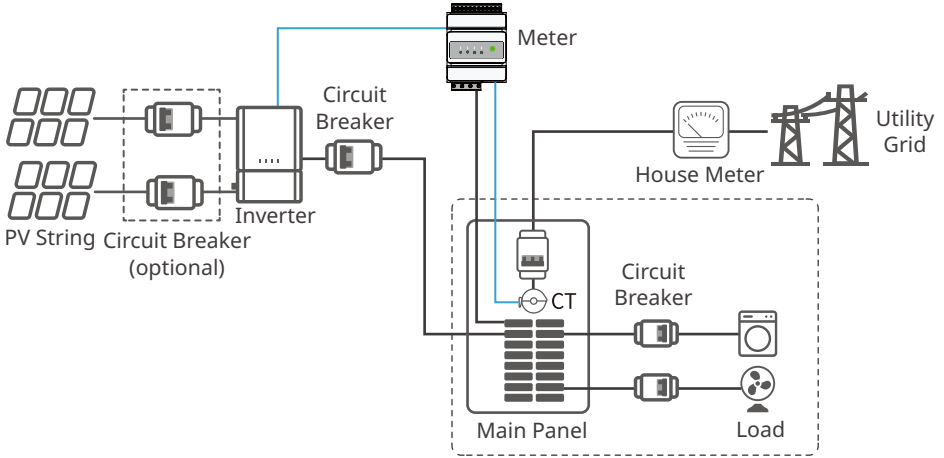 Meter
Circuit
Breaker
Utility
Grid
House Meter
Inverter
PV String
Circuit Breaker
(optional)
Circuit
Breaker
CT
Main Panel
Load